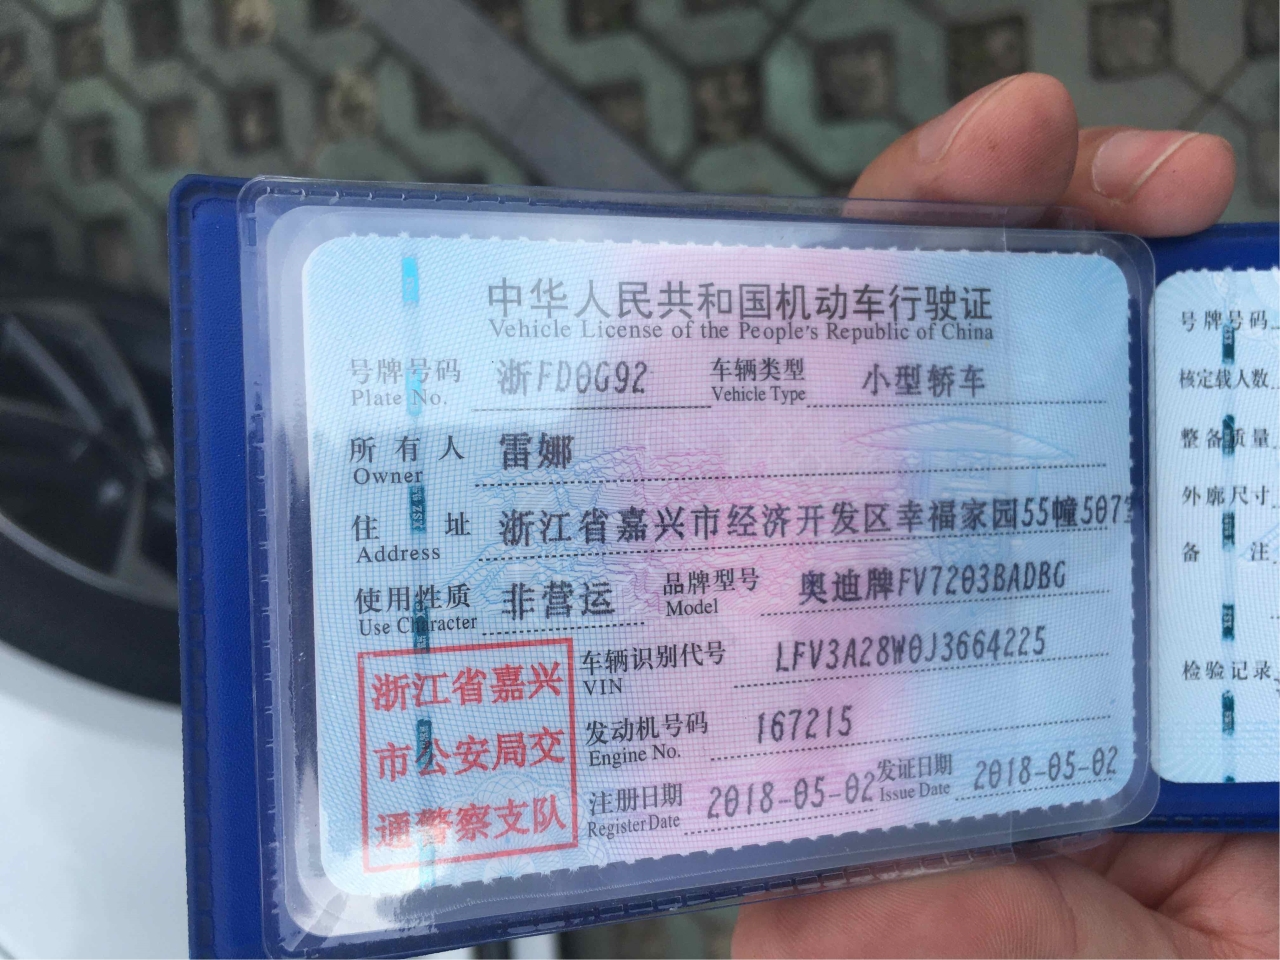 中华人民共和国机动车行驶证
Vehicle License of the People's Republic of China
号牌号码 浙FD0G92 车辆类型 小型轿车
Plate No. Vehicle Type
所有人 雷娜
Owner
住址 浙江省嘉兴市经济开发区幸福家园55幢507
Address
使用性质 非营运 品牌型号 奥迪牌FV7203BADBG
Use Character Model
车辆识别代号 LFV3A28W0J3664225
VIN
发动机号码 167215
Engine No.
注册日期 2018-05-02 发证日期 2018-05-02
Register Date Issue Date
浙江省嘉兴
市公安局交
通警察支队
号牌号码
核定载人数
整备质量
外廓尺寸
备注
检验记录